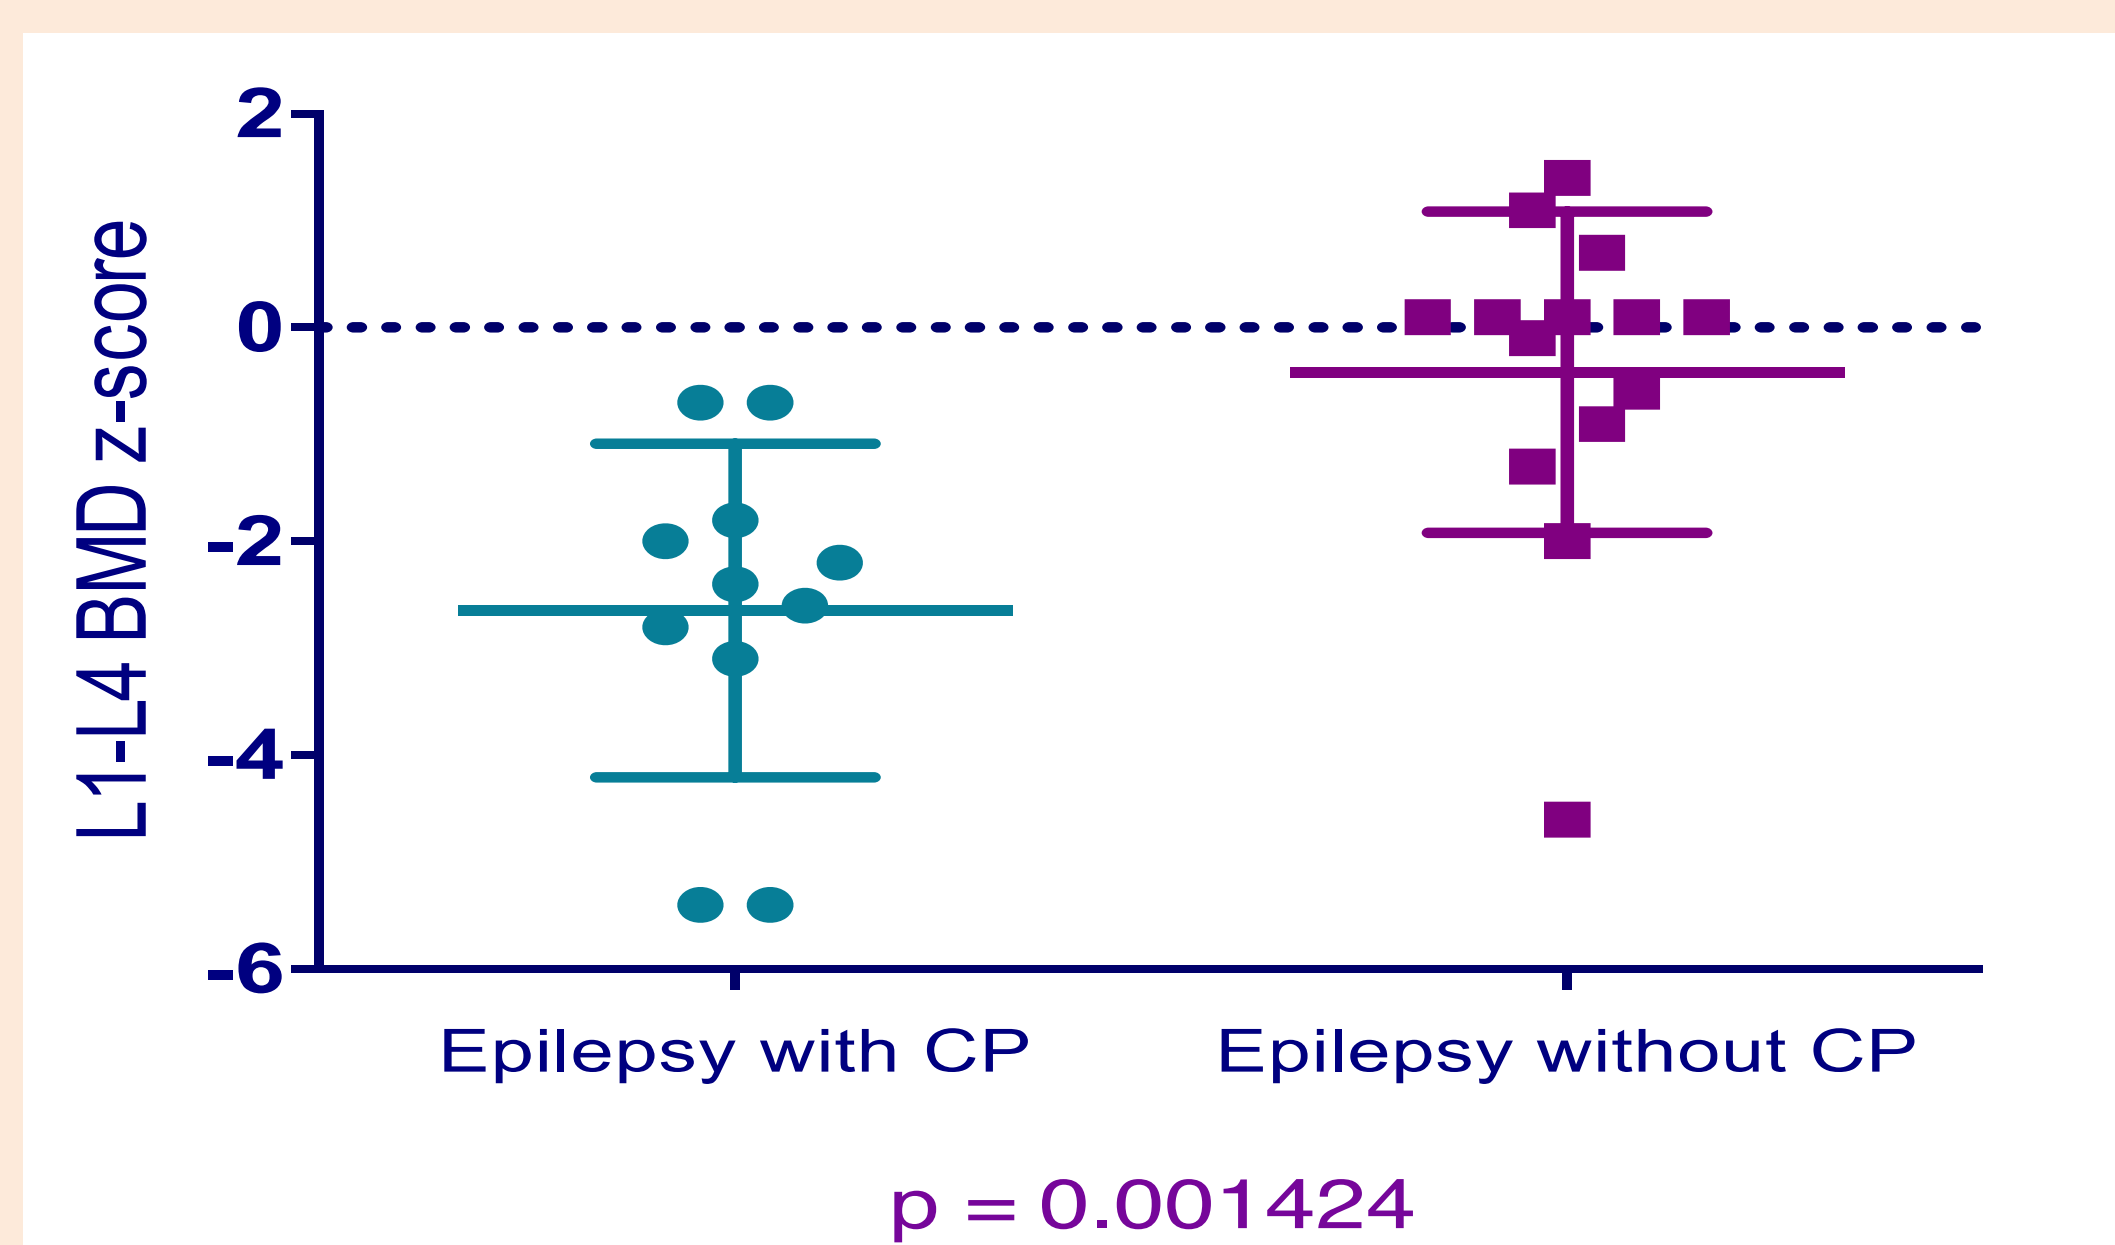 L1-L4 BMD z-score
2
0
-2
-4
-6
Epilepsy with CP
Epilepsy without CP
p = 0.001424